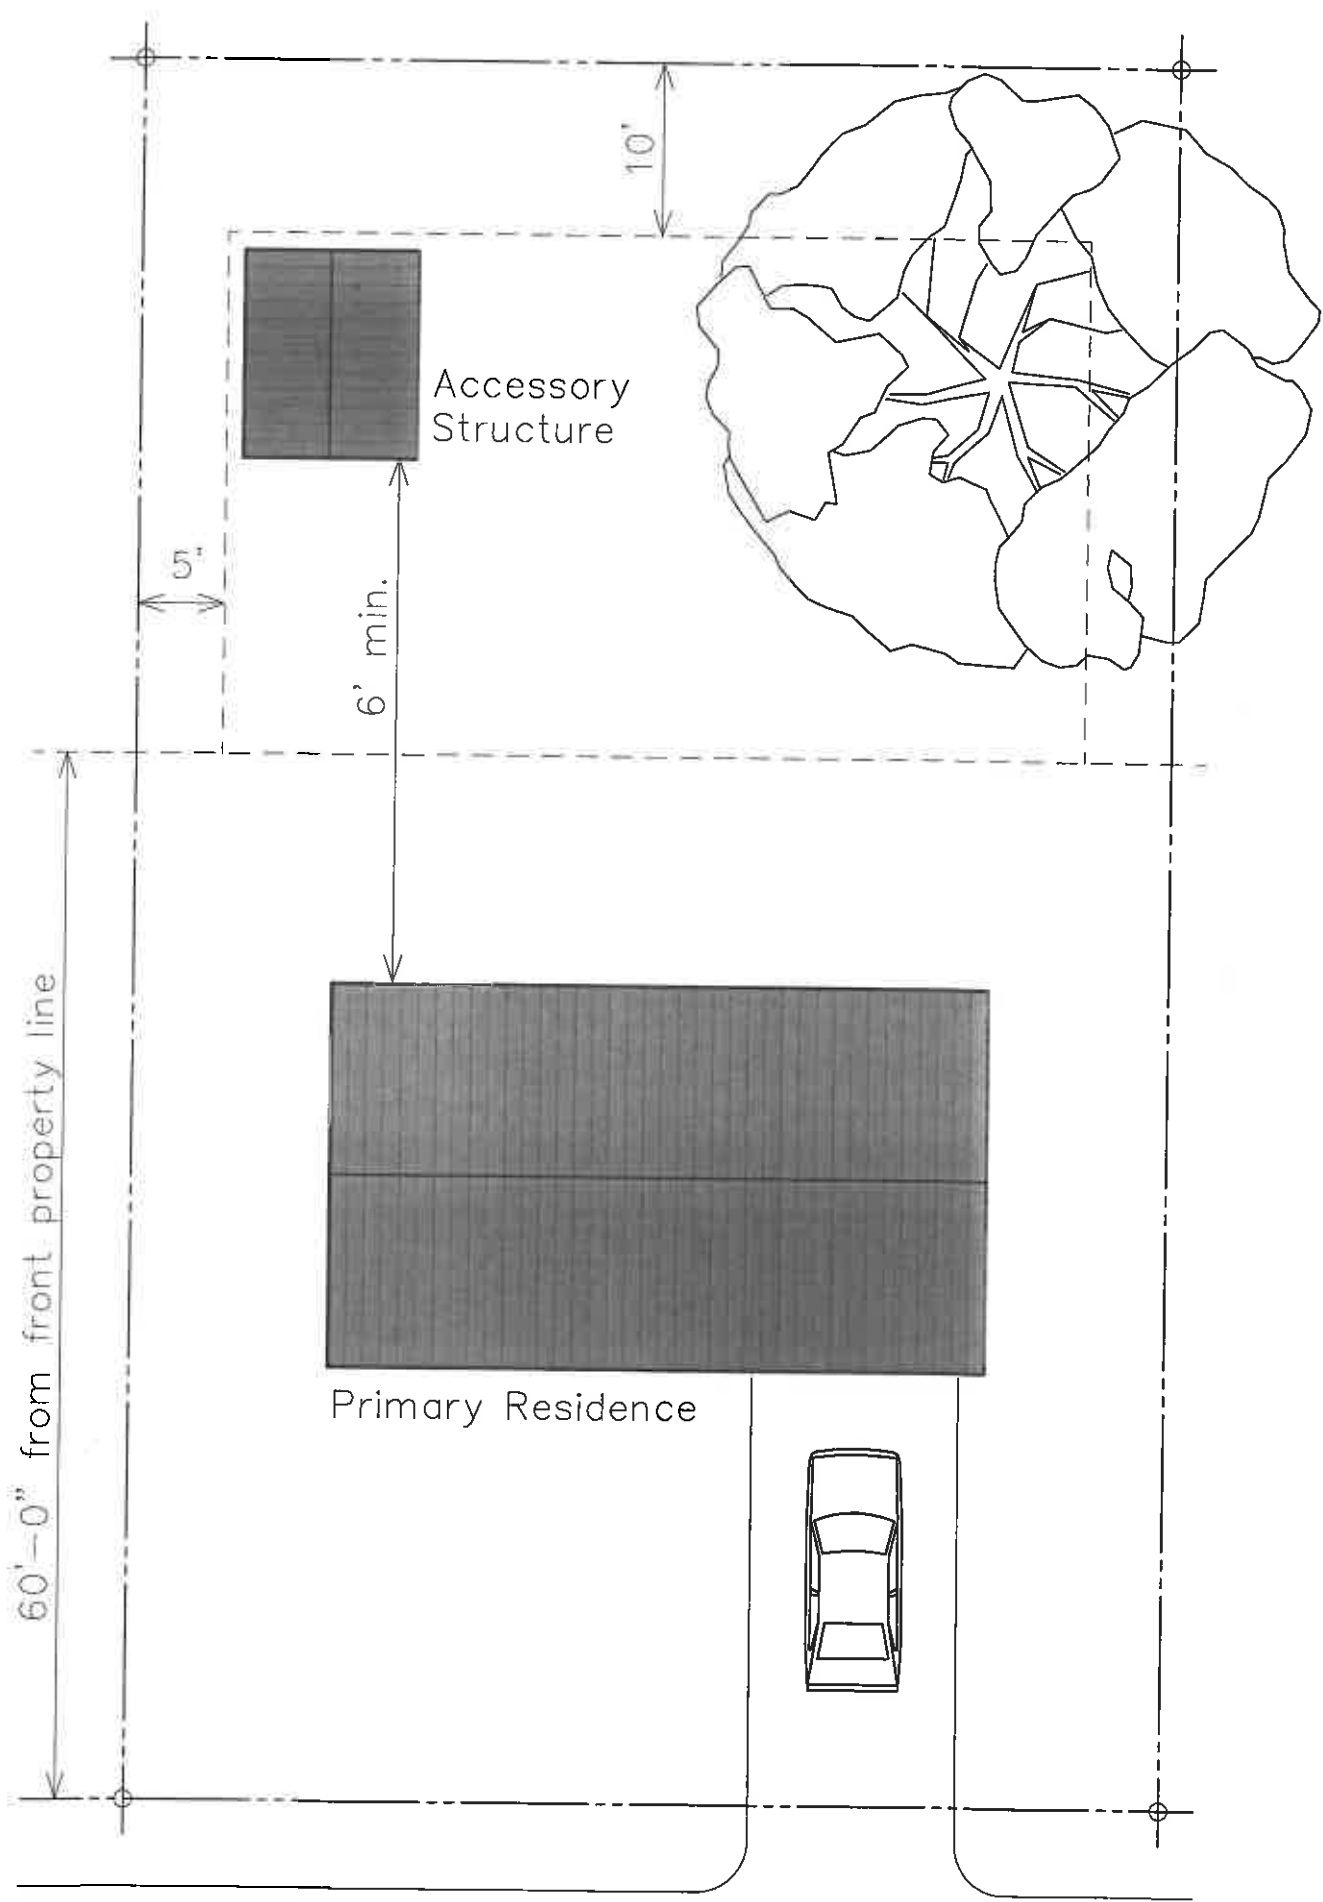 10'
Accessory
Structure
5'
6' min.
60'-0" from front property line
Primary Residence